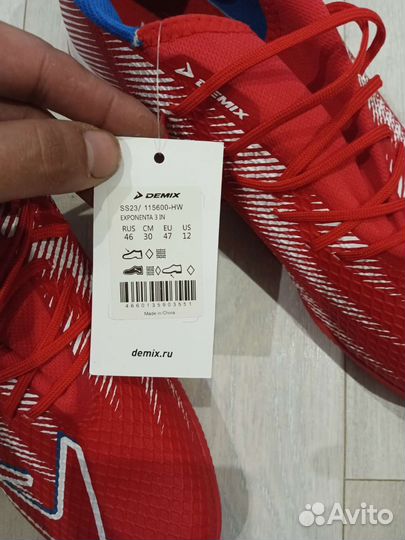 DEMIX
DEMIX
SS23/ 115600-HW
EXPONENTA 3 IN
RUS CM EU US
46 30 47 12
4660135903551
Made in China
demix.ru
Avito